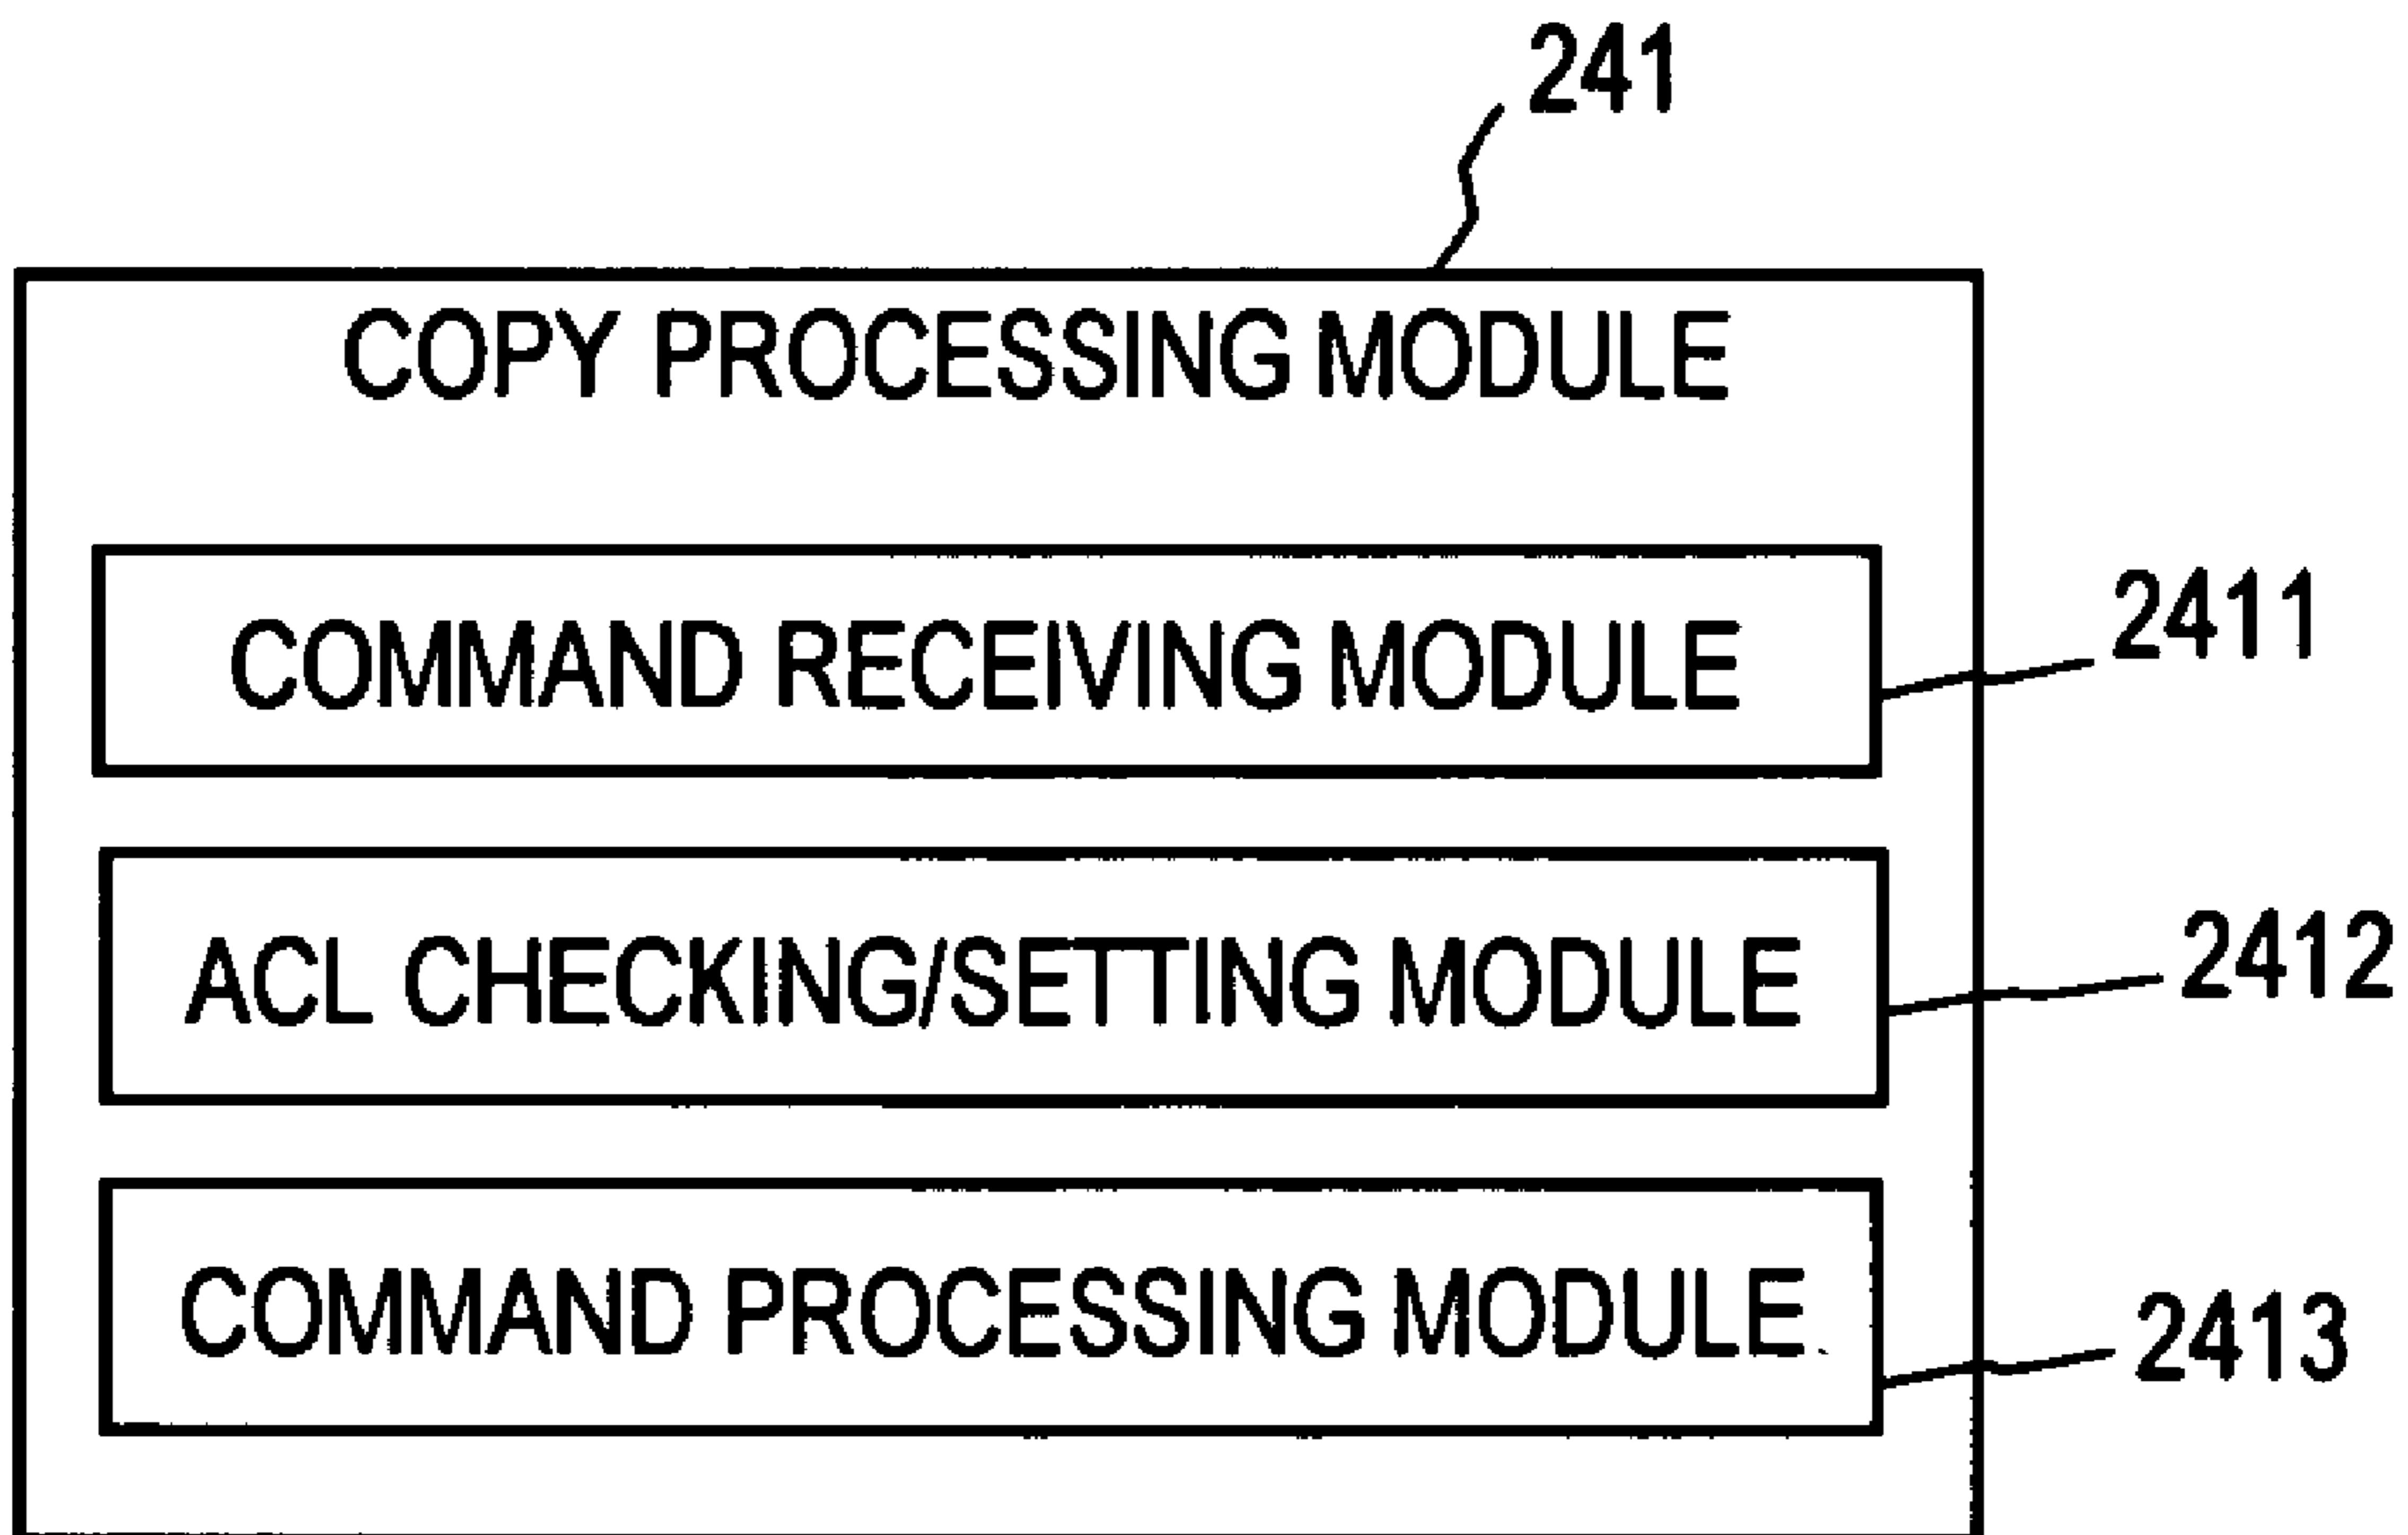 241
COPY PROCESSING MODULE
COMMAND RECEIVING MODULE
2411
ACL CHECKING/SETTING MODULE
2412
COMMAND PROCESSING MODULE
2413